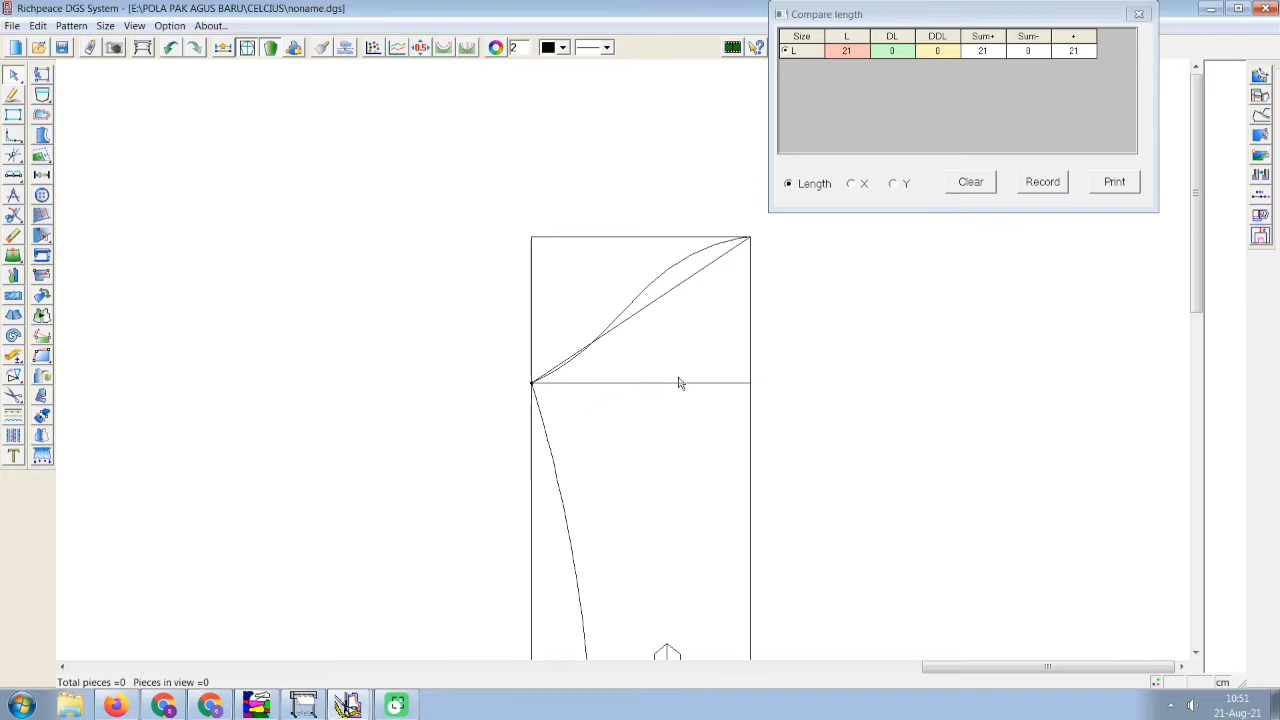 Richpeace DGS System - [E:\POLA PAK AGUS BARU\CELCIUS\noname.dgs]
File Edit Pattern Size View Option About...
2
Compare length
Size L DL DDL Sum+ Sum- +
L 21 0 0 21 0 21
Length X Y Clear Record Print
Total pieces =0 Pieces in view =0 cm
10:51
21-Aug-21